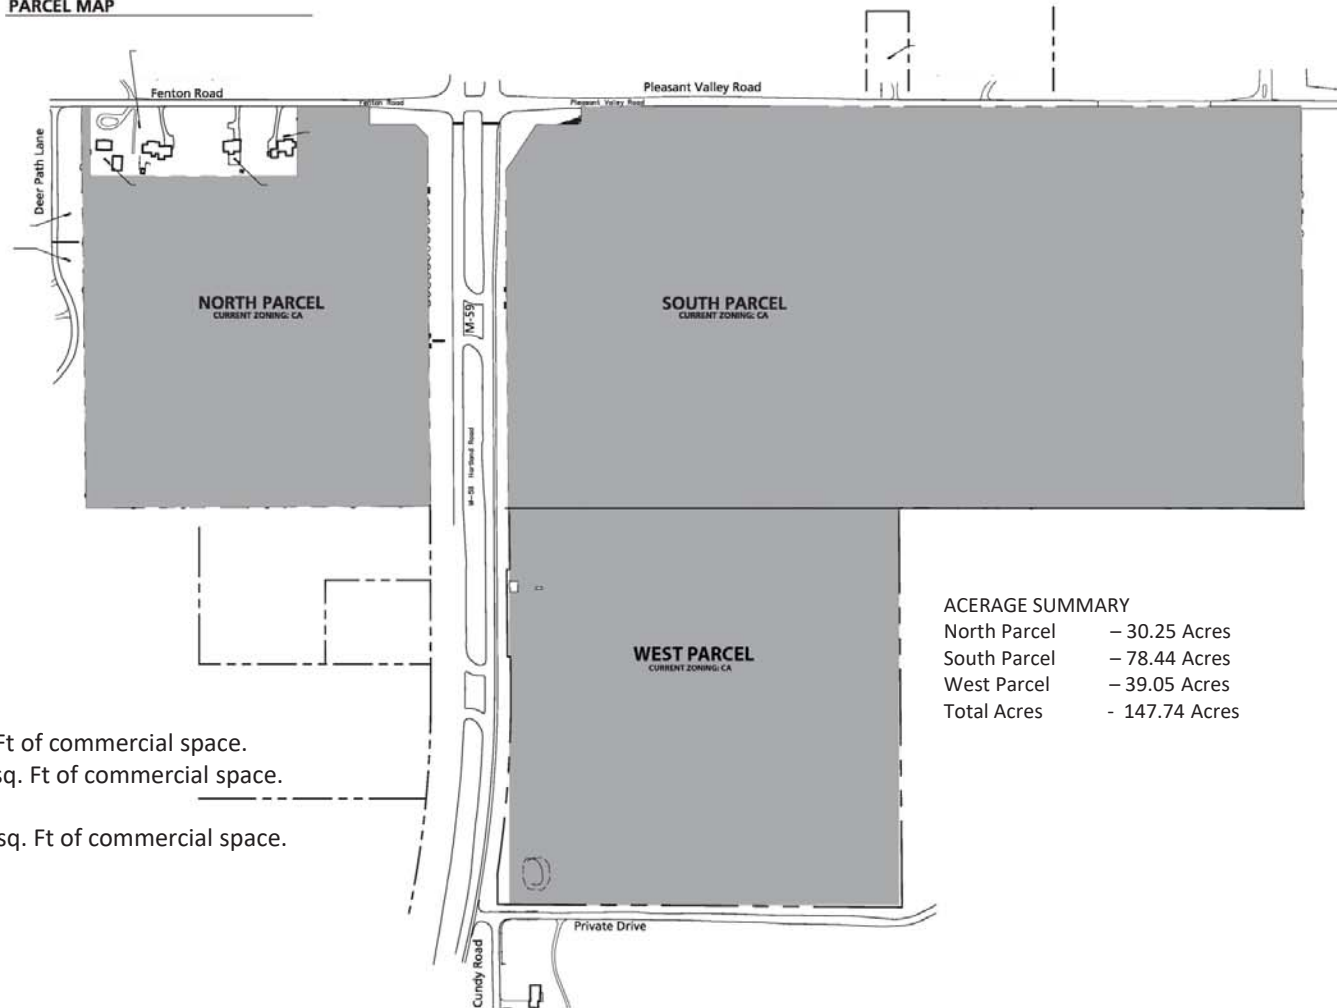 PARCEL MAP
Fenton Road
Pleasant Valley Road
Fenton Road
Pleasant Valley Road
Deer Path Lane
NORTH PARCEL
CURRENT ZONING: CA
M-59
SOUTH PARCEL
CURRENT ZONING: CA
M-59 Hartland Road
WEST PARCEL
CURRENT ZONING: CA
ACERAGE SUMMARY
North Parcel – 30.25 Acres
South Parcel – 78.44 Acres
West Parcel – 39.05 Acres
Total Acres - 147.74 Acres
Ft of commercial space.
sq. Ft of commercial space.
sq. Ft of commercial space.
Private Drive
Cundy Road